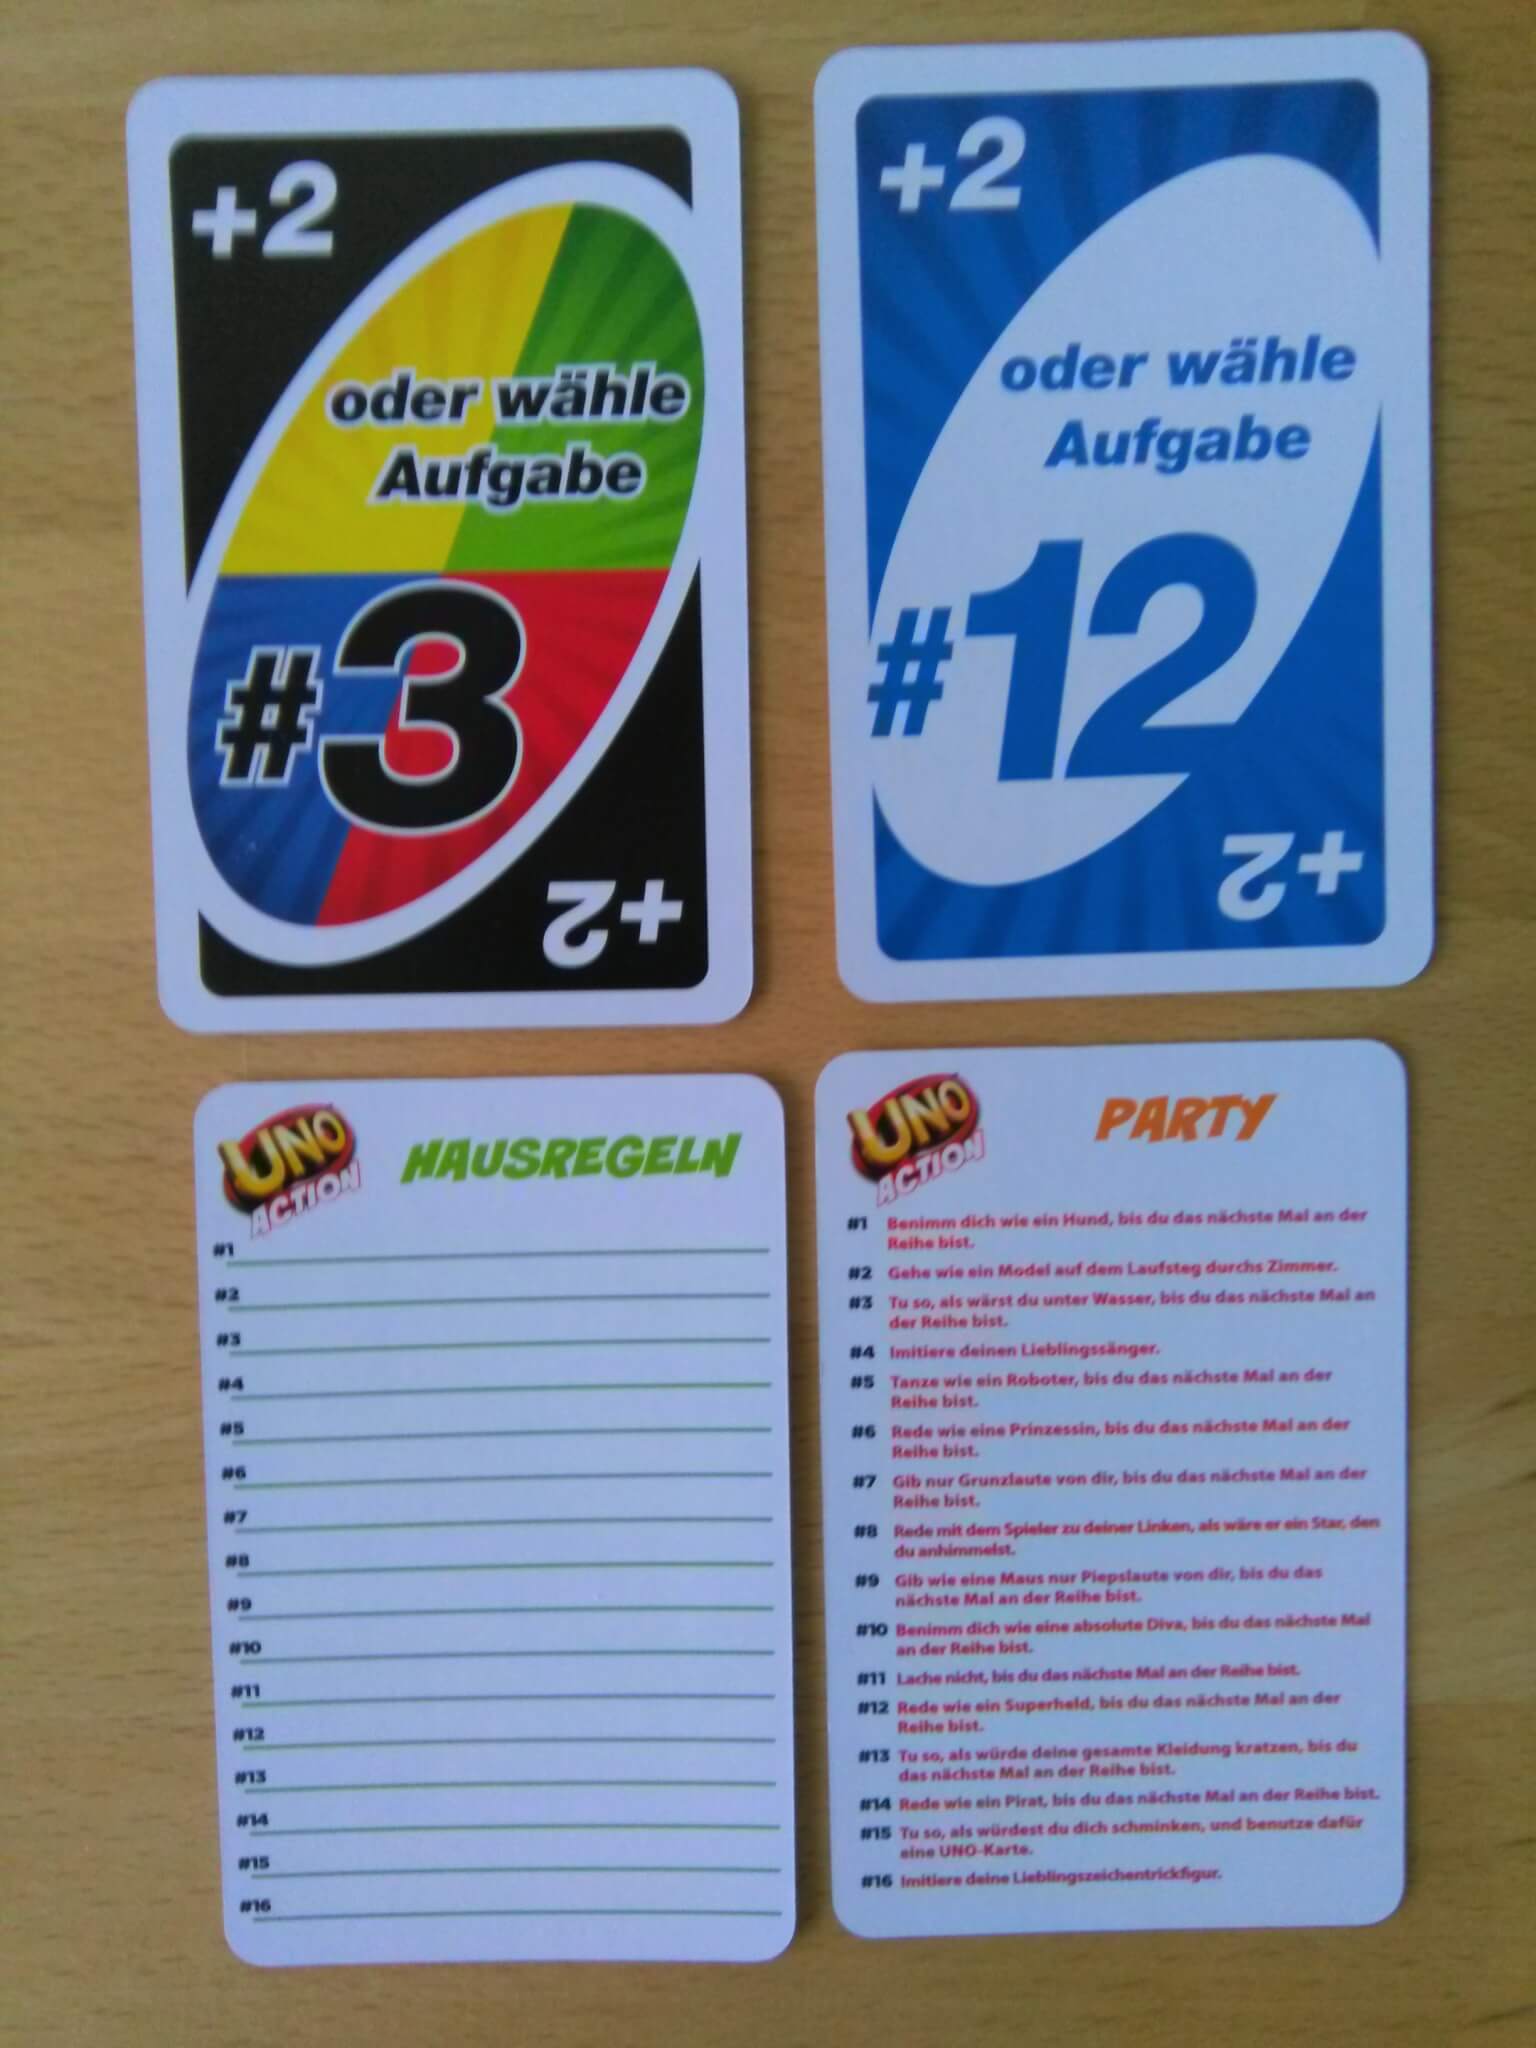 +2
oder wähle
Aufgabe
#3
+2
+2
oder wähle
Aufgabe
#12
+2
UNO
ACTION
HAUSREGELN
#1
#2
#3
#4
#5
#6
#7
#8
#9
#10
#11
#12
#13
#14
#15
#16
UNO
ACTION
PARTY
#1 Benimm dich wie ein Hund, bis du das nächste Mal an der
Reihe bist.
#2 Gehe wie ein Model auf dem Laufsteg durchs Zimmer.
#3 Tu so, als wärst du unter Wasser, bis du das nächste Mal an
der Reihe bist.
#4 Imitiere deinen Lieblingssänger.
#5 Tanze wie ein Roboter, bis du das nächste Mal an der
Reihe bist.
#6 Rede wie eine Prinzessin, bis du das nächste Mal an der
Reihe bist.
#7 Gib nur Grunzlaute von dir, bis du das nächste Mal an der
Reihe bist.
#8 Rede mit dem Spieler zu deiner Linken, als wäre er ein Star, den
du anhimmelst.
#9 Gib wie eine Maus nur Piepslaute von dir, bis du das
nächste Mal an der Reihe bist.
#10 Benimm dich wie eine absolute Diva, bis du das nächste Mal
an der Reihe bist.
#11 Lache nicht, bis du das nächste Mal an der Reihe bist.
#12 Rede wie ein Superheld, bis du das nächste Mal an der
Reihe bist.
#13 Tu so, als würde deine gesamte Kleidung kratzen, bis du
das nächste Mal an der Reihe bist.
#14 Rede wie ein Pirat, bis du das nächste Mal an der Reihe bist.
#15 Tu so, als würdest du dich schminken, und benutze dafür
eine UNO-Karte.
#16 Imitiere deine Lieblingszeichentrickfigur.